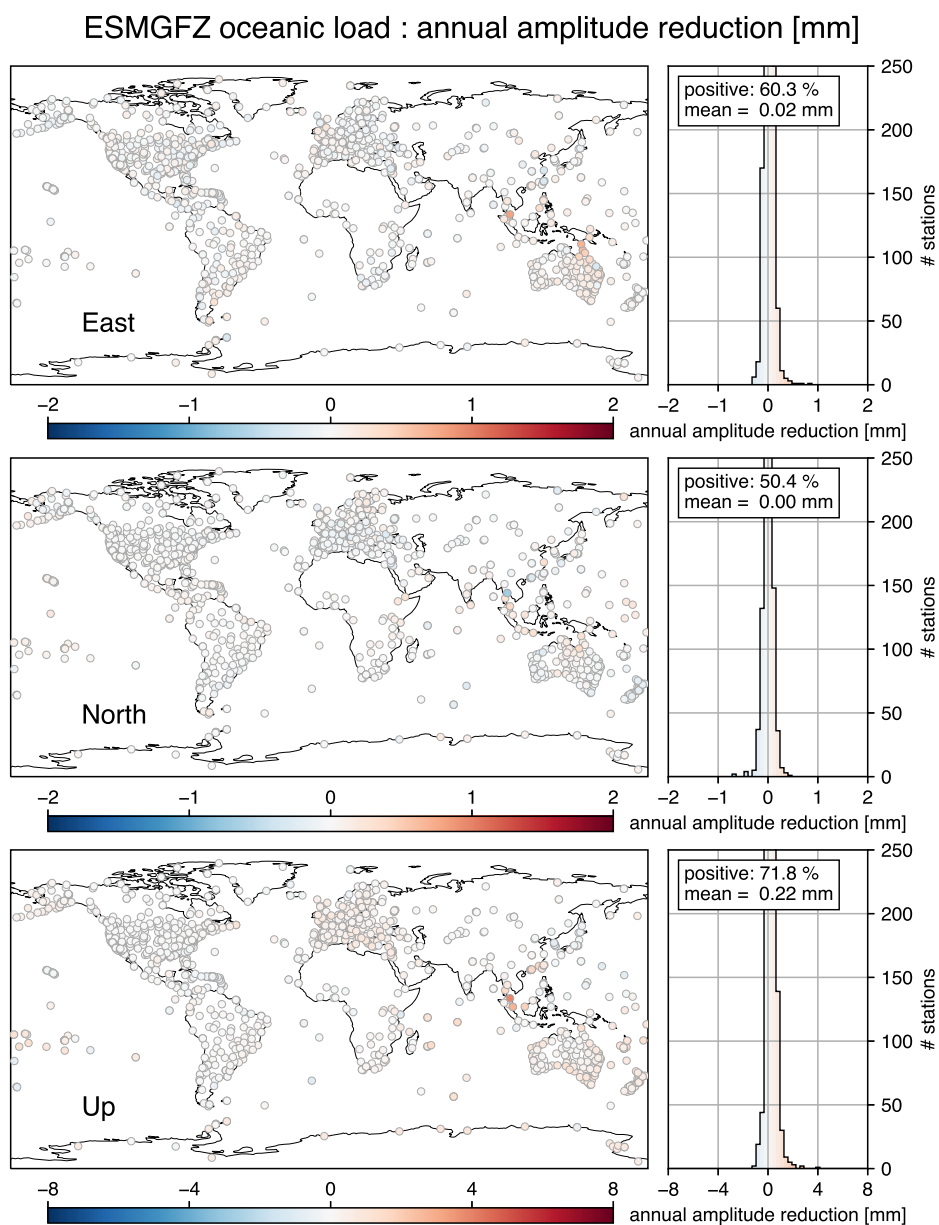 ESMGFZ oceanic load : annual amplitude reduction [mm]
East
positive: 60.3 %
mean = 0.02 mm
250
200
150
100
50
0
# stations
−2 −1 0 1 2
−2 −1 0 1 2
annual amplitude reduction [mm]
North
positive: 50.4 %
mean = 0.00 mm
250
200
150
100
50
0
# stations
−2 −1 0 1 2
−2 −1 0 1 2
annual amplitude reduction [mm]
Up
positive: 71.8 %
mean = 0.22 mm
250
200
150
100
50
0
# stations
−8 −4 0 4 8
−8 −4 0 4 8
annual amplitude reduction [mm]